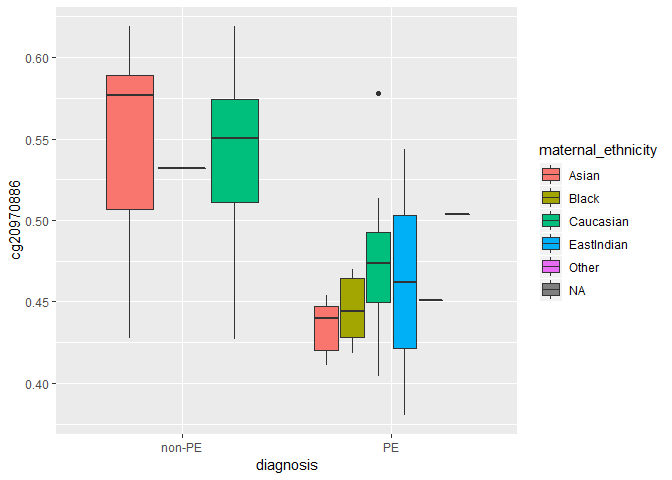 cg20970886
0.60
0.55
0.50
0.45
0.40
non-PE
PE
diagnosis
maternal_ethnicity
Asian
Black
Caucasian
EastIndian
Other
NA